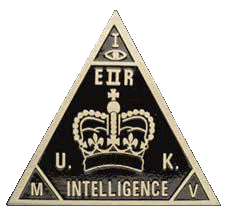 I
EIIR
U. K.
M INTELLIGENCE V